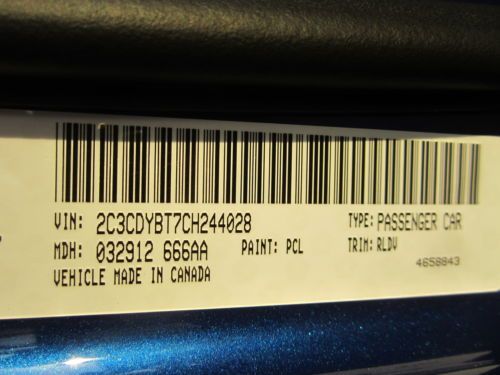 VIN: 2C3CDYBT7CH244028 TYPE: PASSENGER CAR
MDH: 032912 666AA PAINT: PCL TRIM: RLDV
VEHICLE MADE IN CANADA 4658843